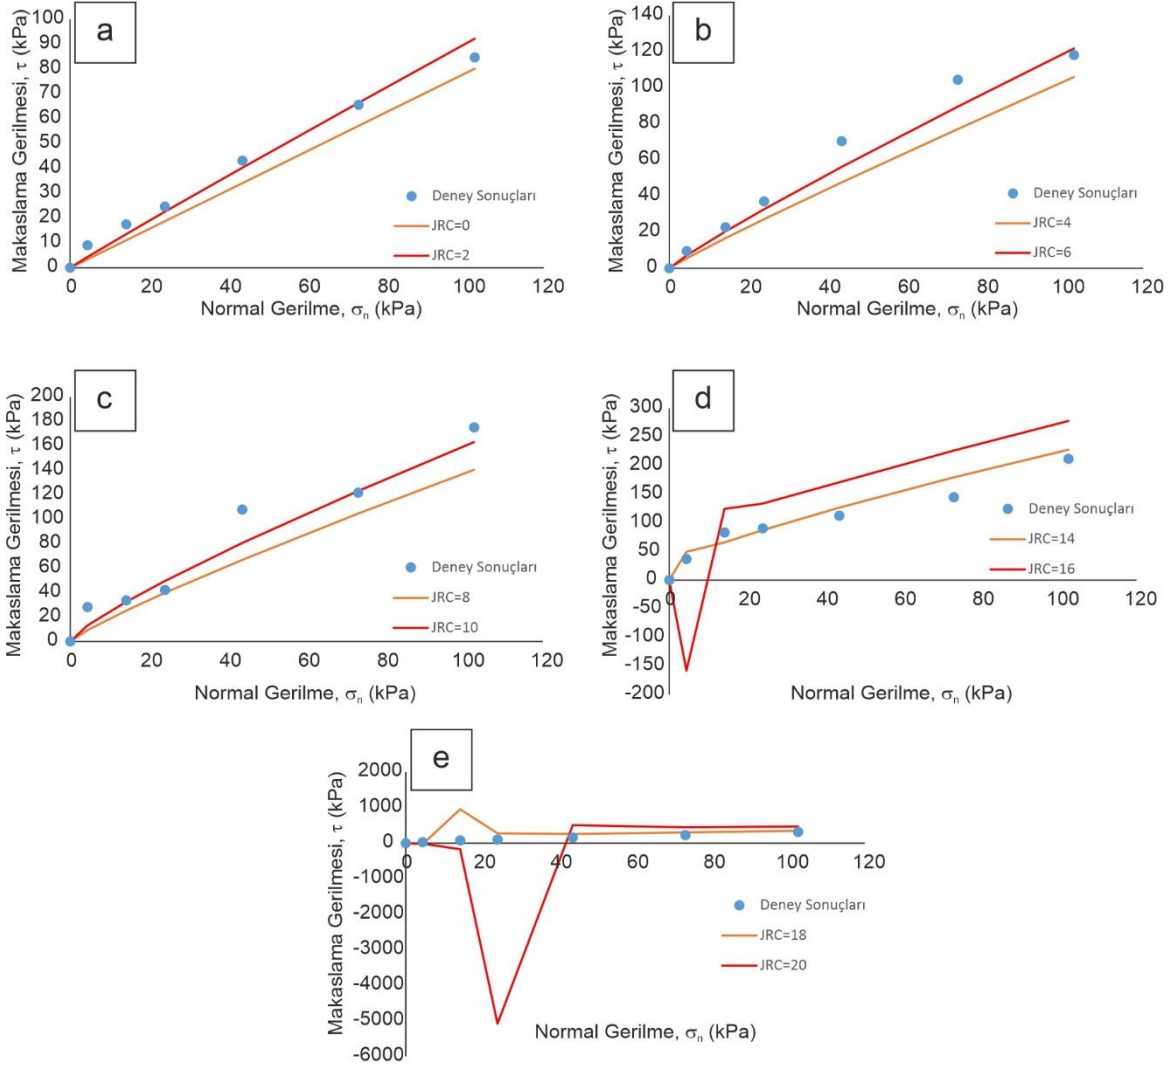 a
Makaslama Gerilmesi, τ (kPa)
100
90
80
70
60
50
40
30
20
10
0
0 20 40 60 80 100 120
Normal Gerilme, σn (kPa)
Deney Sonuçları
JRC=0
JRC=2
b
Makaslama Gerilmesi, τ (kPa)
140
120
100
80
60
40
20
0
0 20 40 60 80 100 120
Normal Gerilme, σn (kPa)
Deney Sonuçları
JRC=4
JRC=6
c
Makaslama Gerilmesi, τ (kPa)
200
180
160
140
120
100
80
60
40
20
0
0 20 40 60 80 100 120
Normal Gerilme, σn (kPa)
Deney Sonuçları
JRC=8
JRC=10
d
Makaslama Gerilmesi, τ (kPa)
300
250
200
150
100
50
0
-50
-100
-150
-200
0 20 40 60 80 100 120
Normal Gerilme, σn (kPa)
Deney Sonuçları
JRC=14
JRC=16
e
Makaslama Gerilmesi, τ (kPa)
2000
1000
0
-1000
-2000
-3000
-4000
-5000
-6000
0 20 40 60 80 100 120
Normal Gerilme, σn (kPa)
Deney Sonuçları
JRC=18
JRC=20